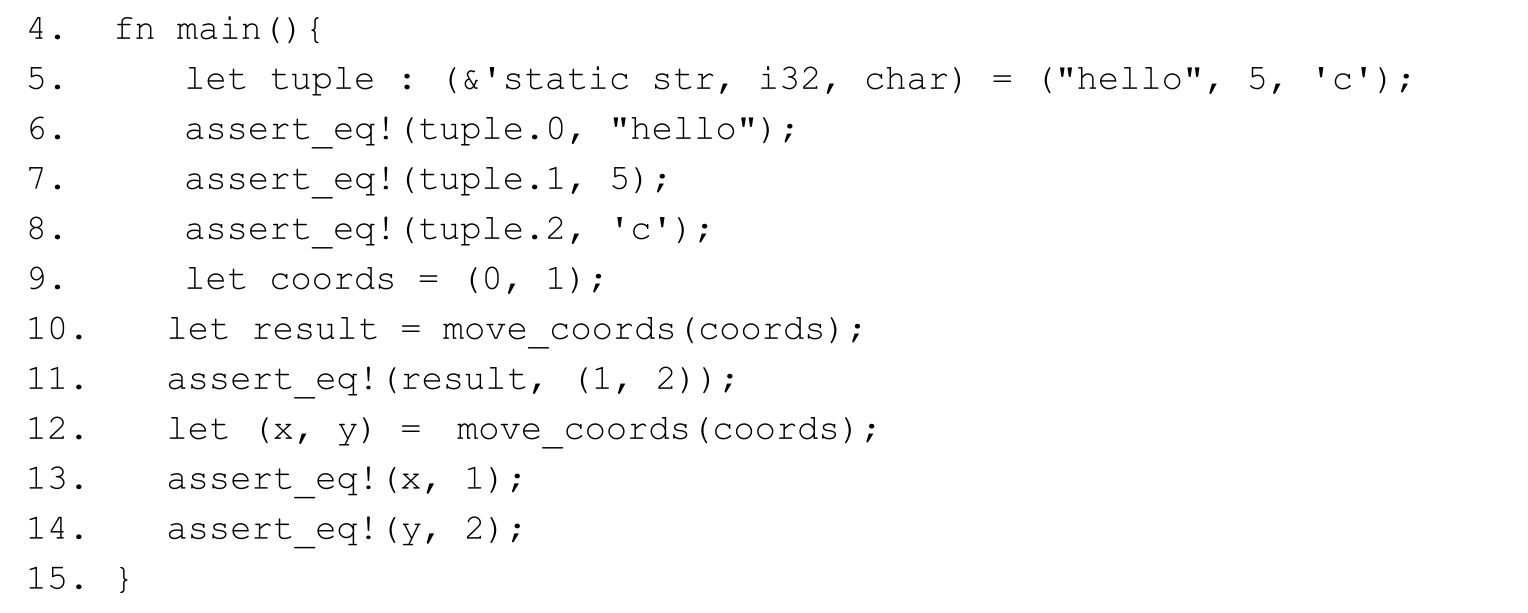 4. fn main(){
5. let tuple : (&'static str, i32, char) = ("hello", 5, 'c');
6. assert_eq!(tuple.0, "hello");
7. assert_eq!(tuple.1, 5);
8. assert_eq!(tuple.2, 'c');
9. let coords = (0, 1);
10. let result = move_coords(coords);
11. assert_eq!(result, (1, 2));
12. let (x, y) = move_coords(coords);
13. assert_eq!(x, 1);
14. assert_eq!(y, 2);
15. }